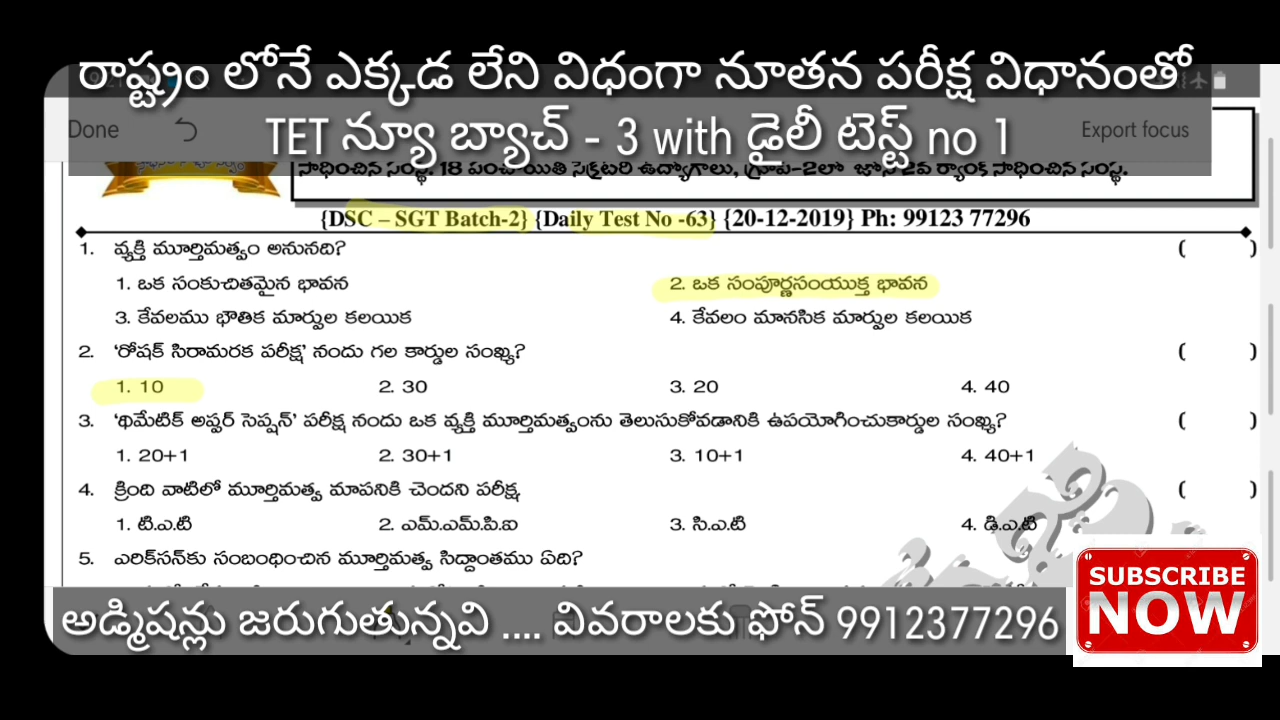 రాష్ట్రం లోనే ఎక్కడ లేని విధంగా నూతన పరీక్ష విధానంతో
Done TET న్యూ బ్యాచ్ - 3 with డైలీ టెస్ట్ no 1 Export focus
సాధించిన సంస్థ. 18 పంచాయితి సెక్రటరి ఉద్యోగాలు, గ్రూప్-2లో జోన్ 2వ ర్యాంక్ సాధించిన సంస్థ.
{DSC – SGT Batch-2} {Daily Test No -63} {20-12-2019} Ph: 99123 77296
1. వ్యక్తి మూర్తిమత్వం అనునది? ( )
1. ఒక సంకుచితమైన భావన 2. ఒక సంపూర్ణసంయుక్త భావన
3. కేవలము భౌతిక మార్పుల కలయిక 4. కేవలం మానసిక మార్పుల కలయిక
2. ‘రోషక్ సిరామరక పరీక్ష’ నందు గల కార్డుల సంఖ్య? ( )
1. 10 2. 30 3. 20 4. 40
3. ‘థిమేటిక్ అప్పర్ సెప్షన్’ పరీక్ష నందు ఒక వ్యక్తి మూర్తిమత్వంను తెలుసుకోవడానికి ఉపయోగించుకార్డుల సంఖ్య? ( )
1. 20+1 2. 30+1 3. 10+1 4. 40+1
4. క్రింది వాటిలో మూర్తిమత్వ మాపనికి చెందని పరీక్ష ( )
1. టి.ఎ.టి 2. ఎమ్.ఎమ్.పి.ఐ 3. సి.ఎ.టి 4. డి.ఎ.టి
5. ఎరిక్‌సన్‌కు సంబంధించిన మూర్తిమత్వ సిద్ధాంతము ఏది?
SUBSCRIBE
NOW
అడ్మిషన్లు జరుగుతున్నవి .... వివరాలకు ఫోన్ 9912377296